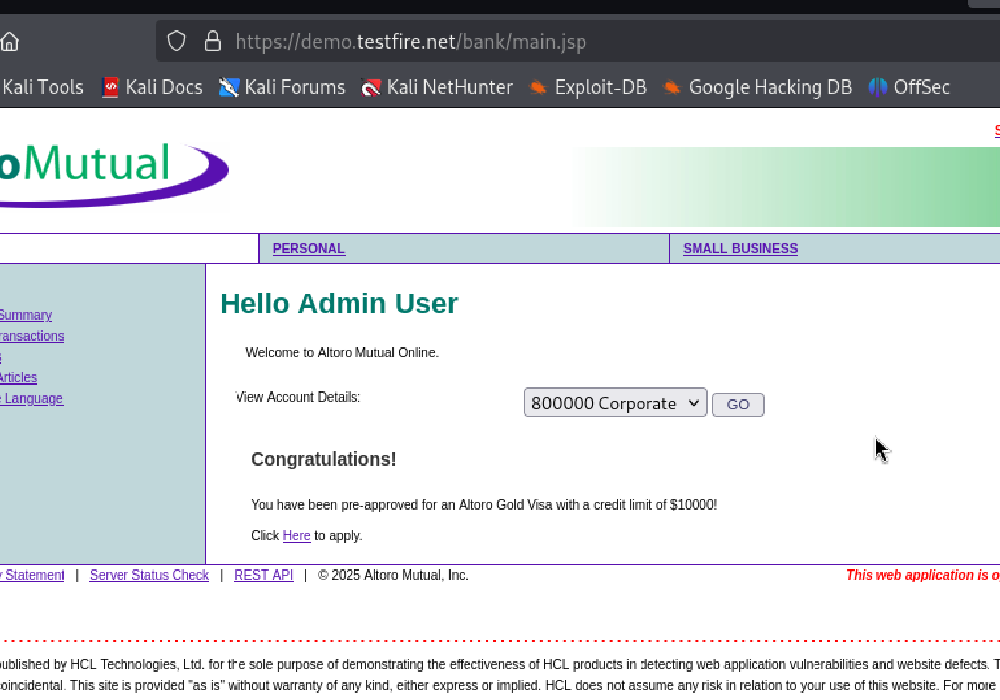 https://demo.testfire.net/bank/main.jsp
Kali Tools Kali Docs Kali Forums Kali NetHunter Exploit-DB Google Hacking DB OffSec
oMutual
PERSONAL SMALL BUSINESS
Hello Admin User
Summary
ransactions
Welcome to Altoro Mutual Online.
Articles
View Account Details: 800000 Corporate GO
Language
Congratulations!
You have been pre-approved for an Altoro Gold Visa with a credit limit of $10000!
Click Here to apply.
y Statement | Server Status Check | REST API | © 2025 Altoro Mutual, Inc. This web application is o
ublished by HCL Technologies, Ltd. for the sole purpose of demonstrating the effectiveness of HCL products in detecting web application vulnerabilities and website defects. T
oincidental. This site is provided "as is" without warranty of any kind, either express or implied. HCL does not assume any risk in relation to your use of this website. For more